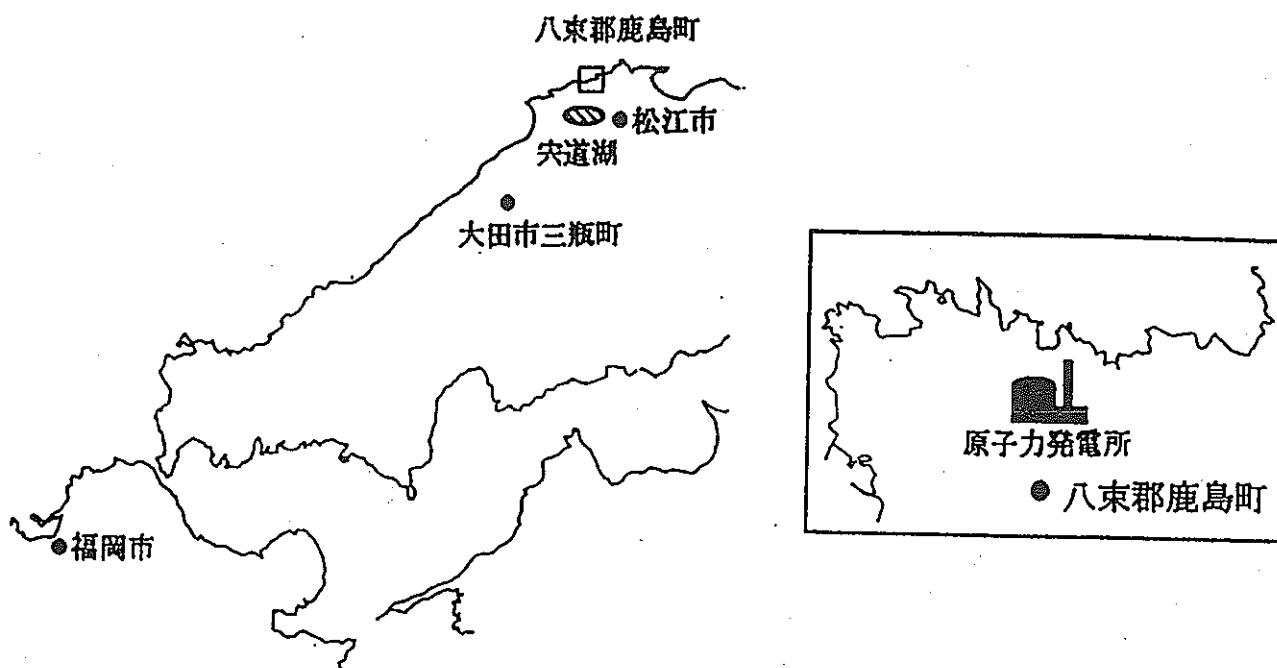 八束郡鹿島町
松江市
宍道湖
大田市三瓶町
福岡市
原子力発電所
八束郡鹿島町